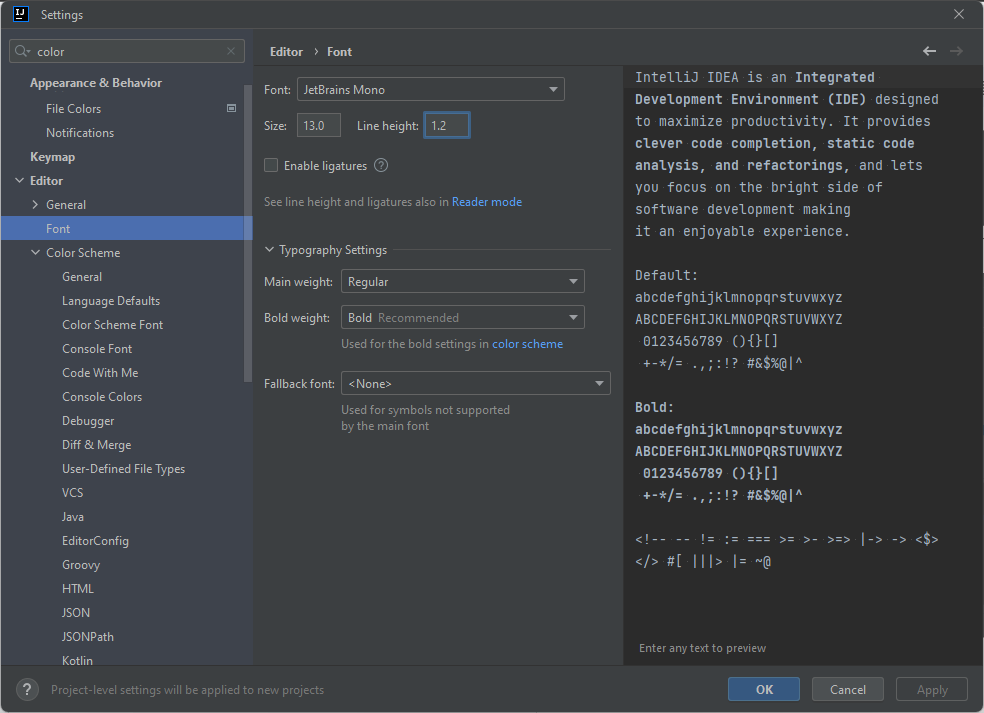 IJ
Settings
color
Appearance & Behavior
File Colors
Notifications
Keymap
Editor
General
Font
Color Scheme
General
Language Defaults
Color Scheme Font
Console Font
Code With Me
Console Colors
Debugger
Diff & Merge
User-Defined File Types
VCS
Java
EditorConfig
Groovy
HTML
JSON
JSONPath
Kotlin
Editor › Font
Font: JetBrains Mono
Size: 13.0 Line height: 1.2
Enable ligatures ?
See line height and ligatures also in Reader mode
Typography Settings
Main weight: Regular
Bold weight: Bold Recommended
Used for the bold settings in color scheme
Fallback font: <None>
Used for symbols not supported
by the main font
IntelliJ IDEA is an Integrated
Development Environment (IDE) designed
to maximize productivity. It provides
clever code completion, static code
analysis, and refactorings, and lets
you focus on the bright side of
software development making
it an enjoyable experience.
Default:
abcdefghijklmnopqrstuvwxyz
ABCDEFGHIJKLMNOPQRSTUVWXYZ
0123456789 (){}[]
+-*/= .,;:!? #&$%@|^
Bold:
abcdefghijklmnopqrstuvwxyz
ABCDEFGHIJKLMNOPQRSTUVWXYZ
0123456789 (){}[]
+-*/= .,;:!? #&$%@|^
<!-- -- != := === >= >- >=> |-> -> <$>
</> #[ |||> |= ~@
Enter any text to preview
? Project-level settings will be applied to new projects
OK Cancel Apply